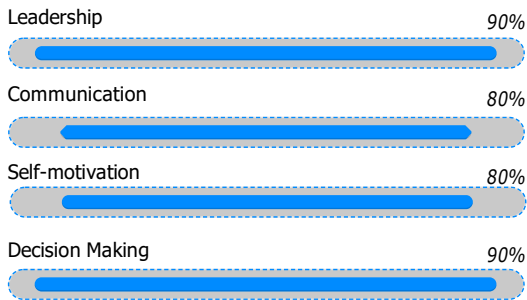 Leadership 90%
Communication 80%
Self-motivation 80%
Decision Making 90%